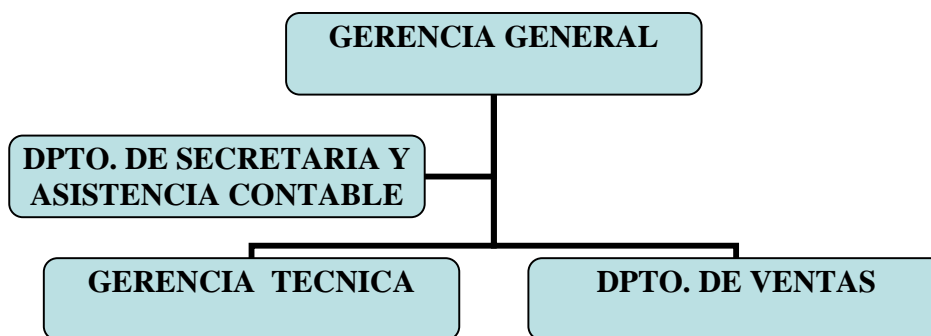 GERENCIA GENERAL
DPTO. DE SECRETARIA Y
ASISTENCIA CONTABLE
GERENCIA TECNICA
DPTO. DE VENTAS